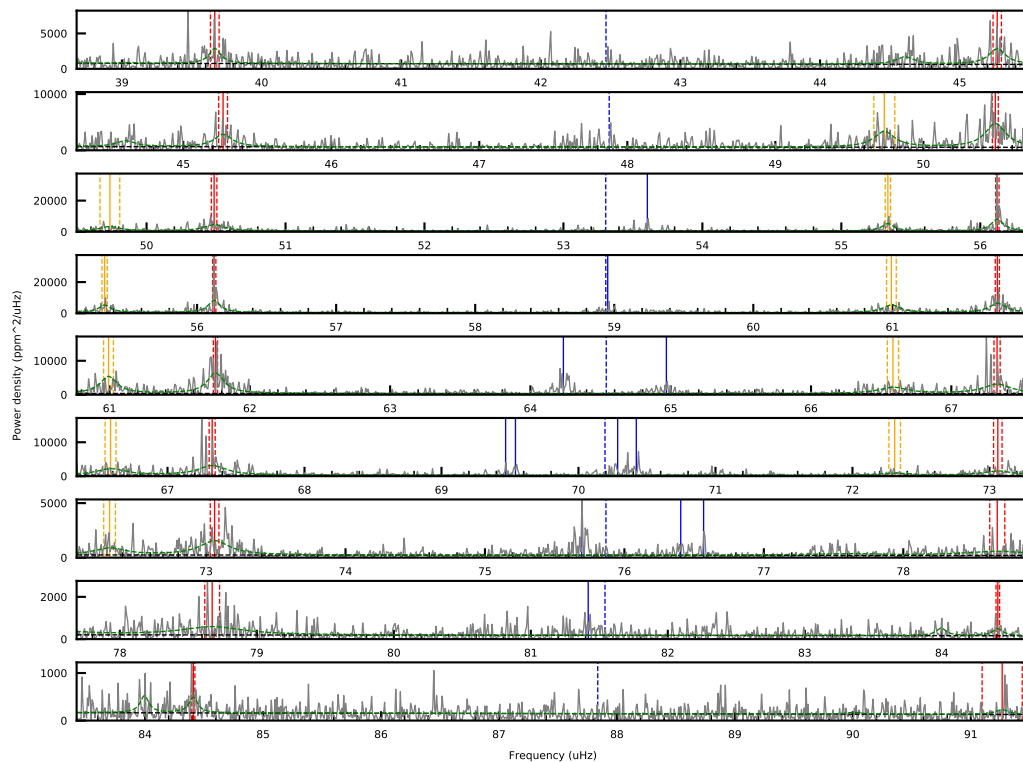 5000
0
39 40 41 42 43 44 45
10000
0
45 46 47 48 49 50
20000
0
50 51 52 53 54 55 56
20000
0
56 57 58 59 60 61
10000
0
61 62 63 64 65 66 67
10000
0
67 68 69 70 71 72 73
5000
0
73 74 75 76 77 78
2000
0
78 79 80 81 82 83 84
1000
0
84 85 86 87 88 89 90 91
Power density (ppm^2/uHz)
Frequency (uHz)